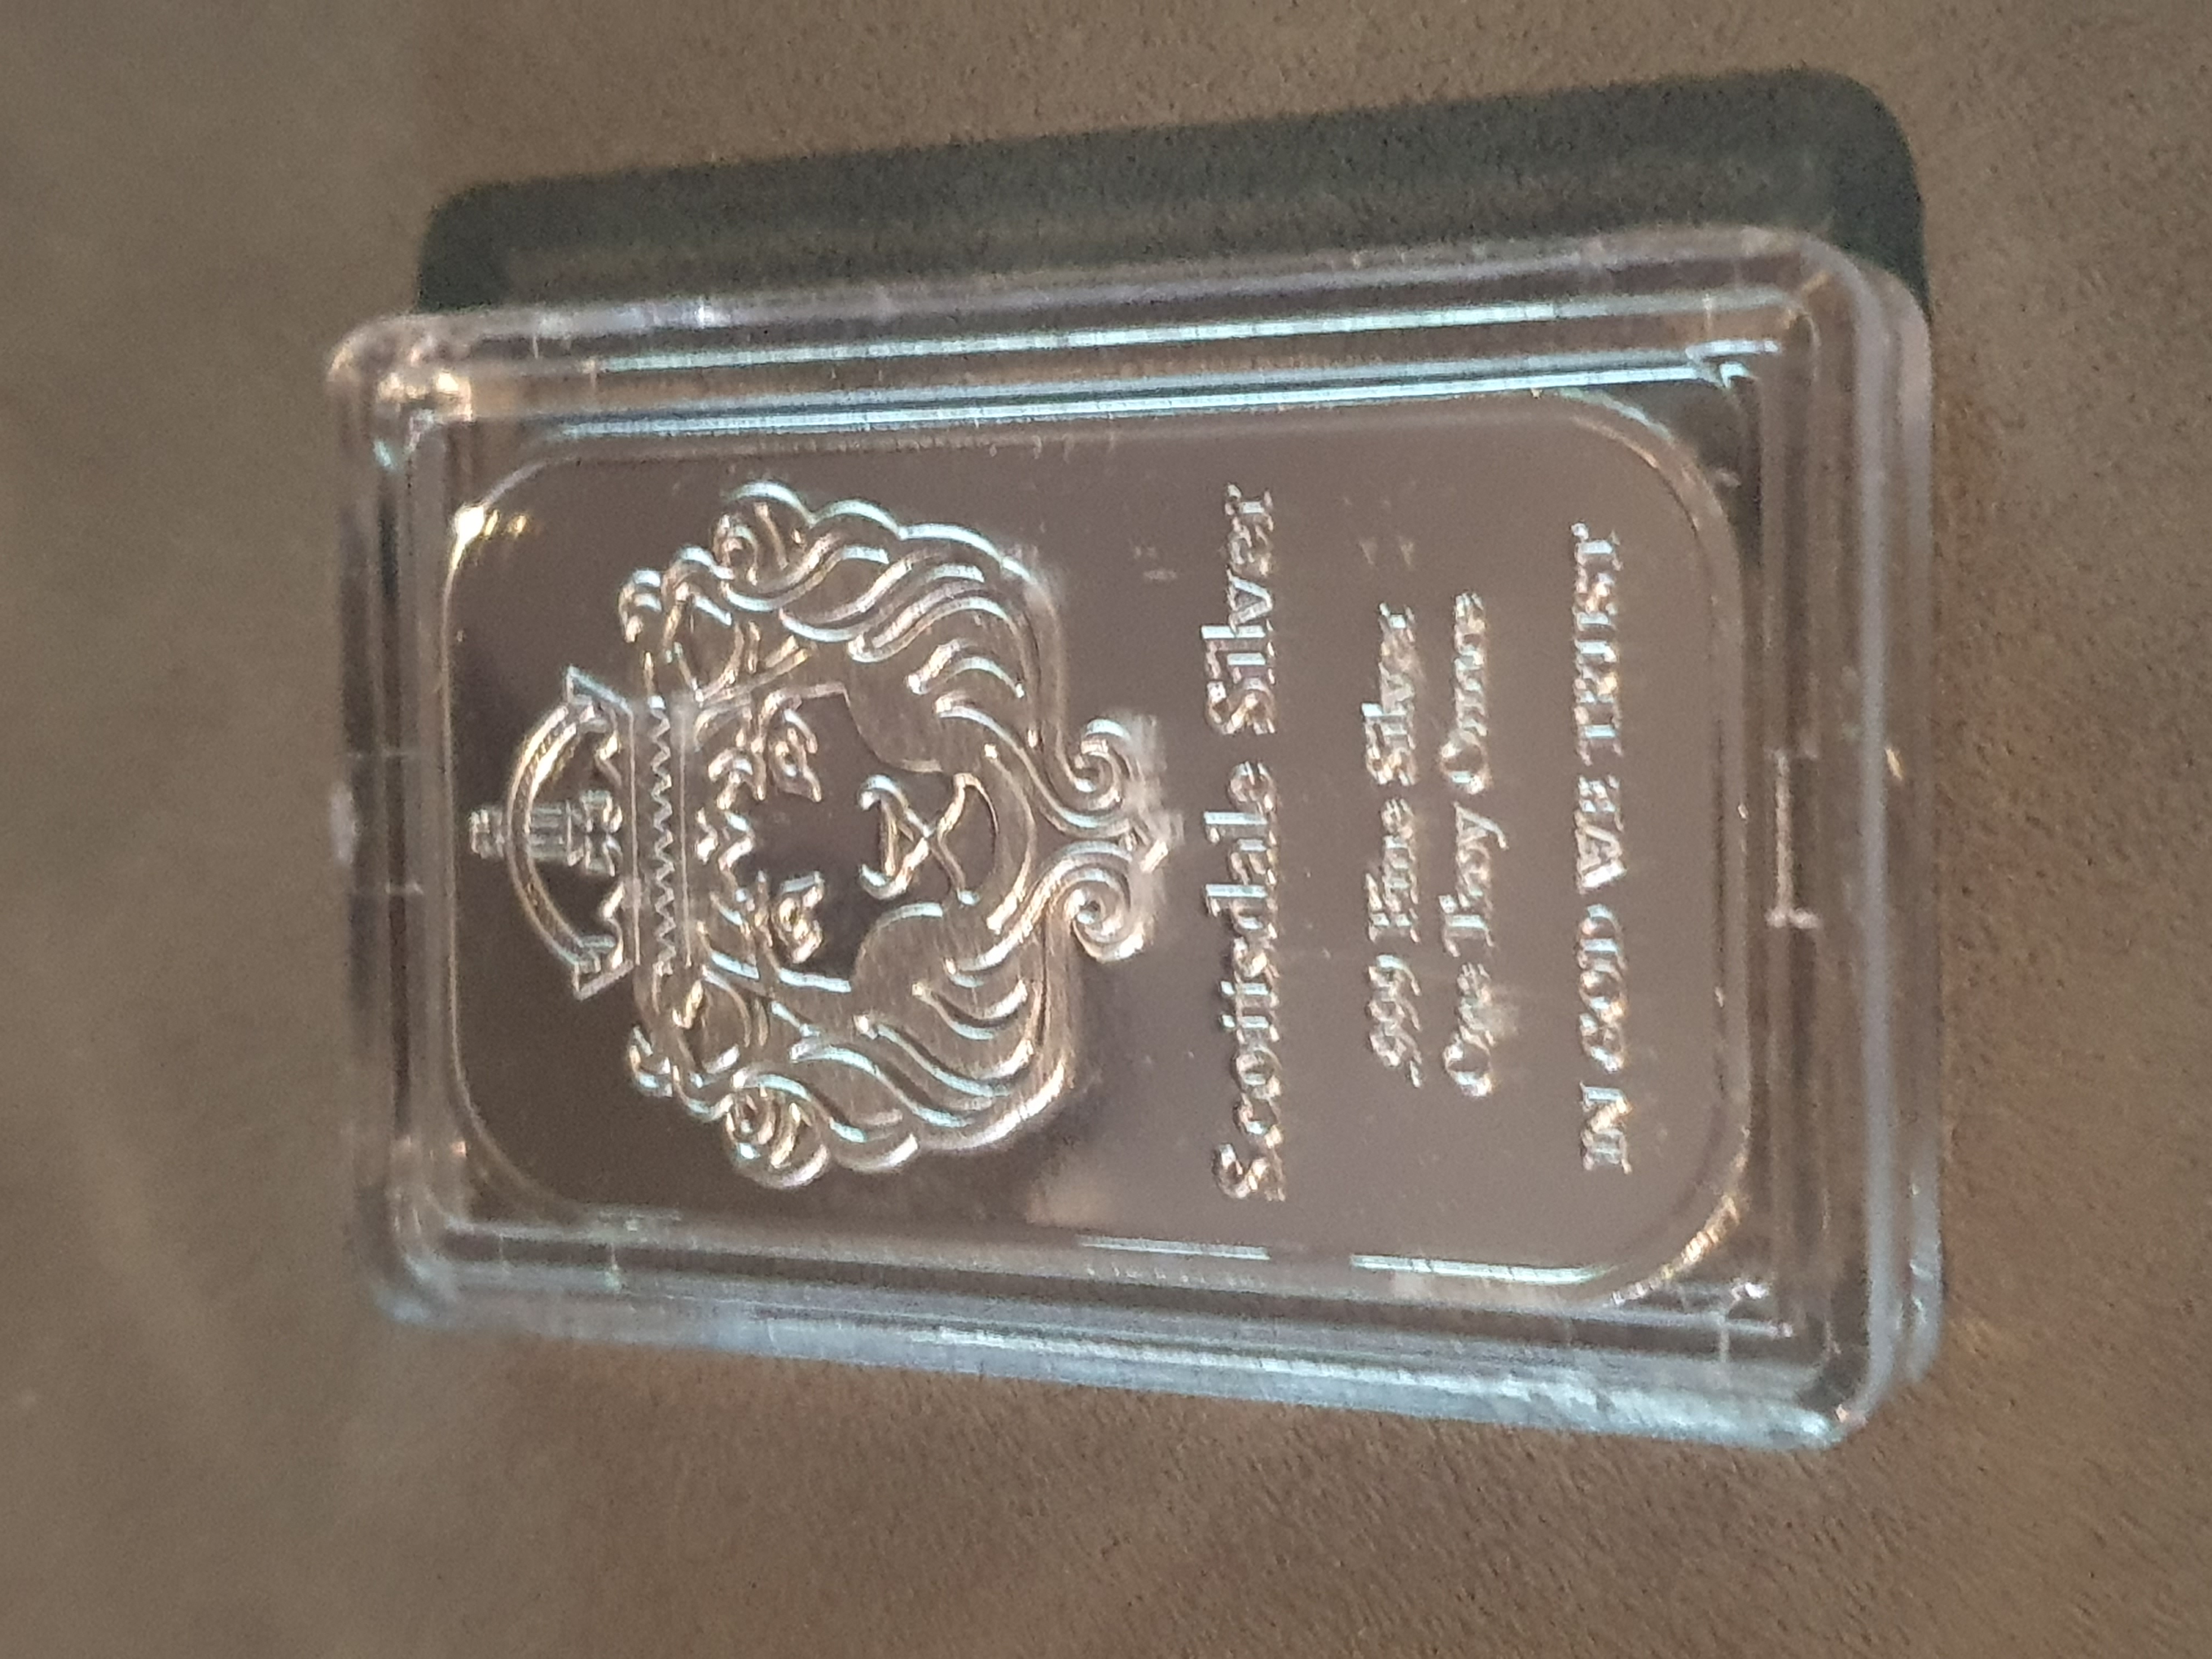 Scottsdale Silver
.999 Fine Silver
One Troy Ounce
IN GOD WE TRUST